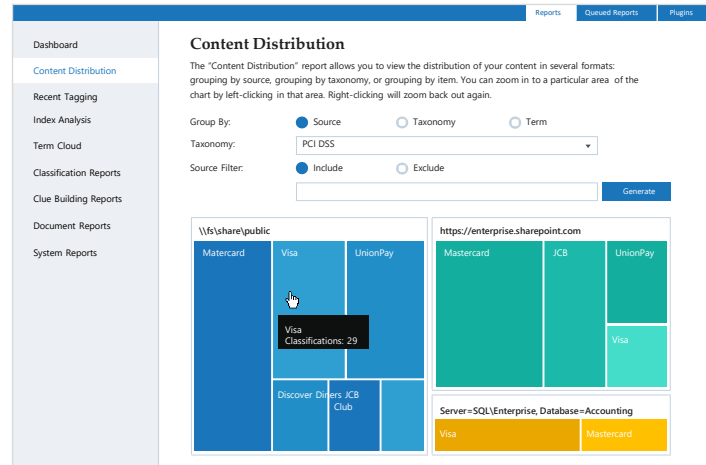 Reports Queued Reports Plugins
Dashboard
Content Distribution
Recent Tagging
Index Analysis
Term Cloud
Classification Reports
Clue Building Reports
Document Reports
System Reports
Content Distribution
The "Content Distribution" report allows you to view the distribution of your content in several formats:
grouping by source, grouping by taxonomy, or grouping by item. You can zoom in to a particular area of the
chart by left-clicking in that area. Right-clicking will zoom back out again.
Group By: Source Taxonomy Term
Taxonomy: PCI DSS
Source Filter: Include Exclude
Generate
\\fs\share\public
Matercard Visa UnionPay
Visa
Classifications: 29
Discover Diners JCB
Club
https://enterprise.sharepoint.com
Mastercard JCB UnionPay
Visa
Server=SQL\Enterprise, Database=Accounting
Visa Mastercard